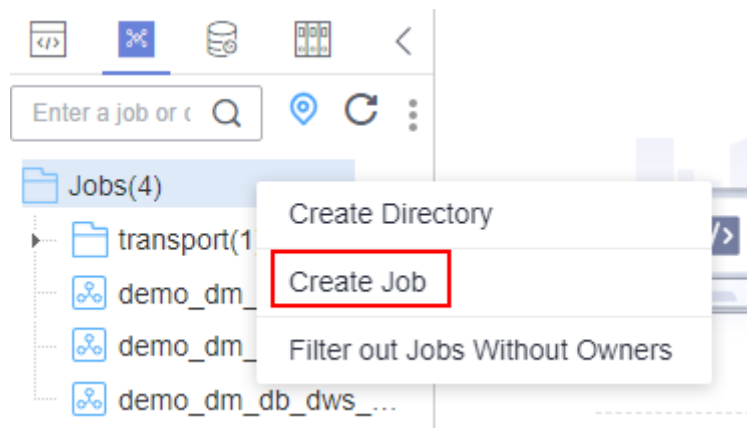 Enter a job or
Jobs(4)
Create Directory
transport(1
Create Job
demo_dm_
demo_dm_
Filter out Jobs Without Owners
demo_dm_db_dws_...